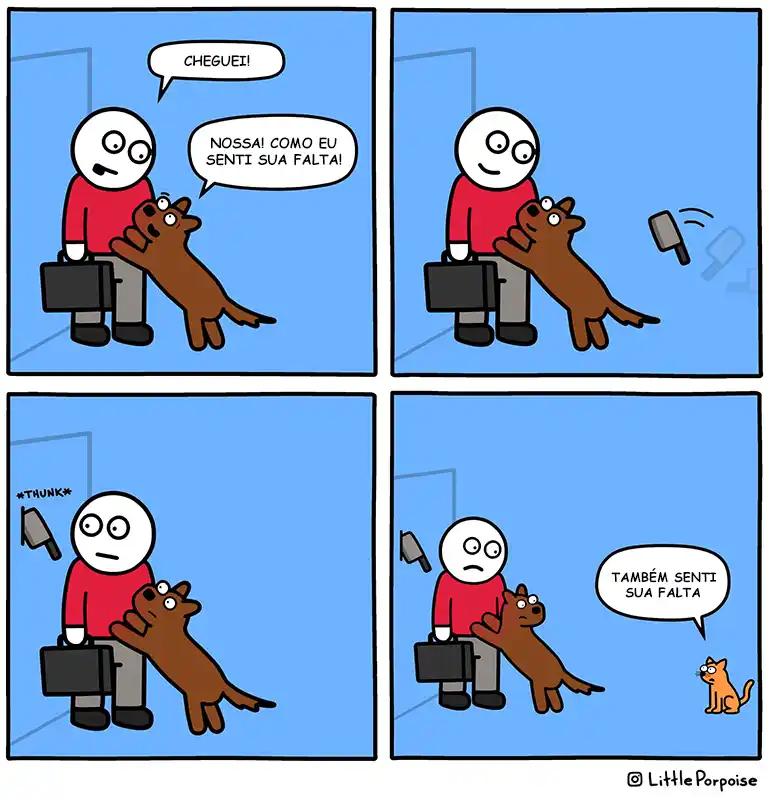 CHEGUEI!
NOSSA! COMO EU
SENTI SUA FALTA!
*THUNK*
TAMBÉM SENTI
SUA FALTA
LittlePorpoise